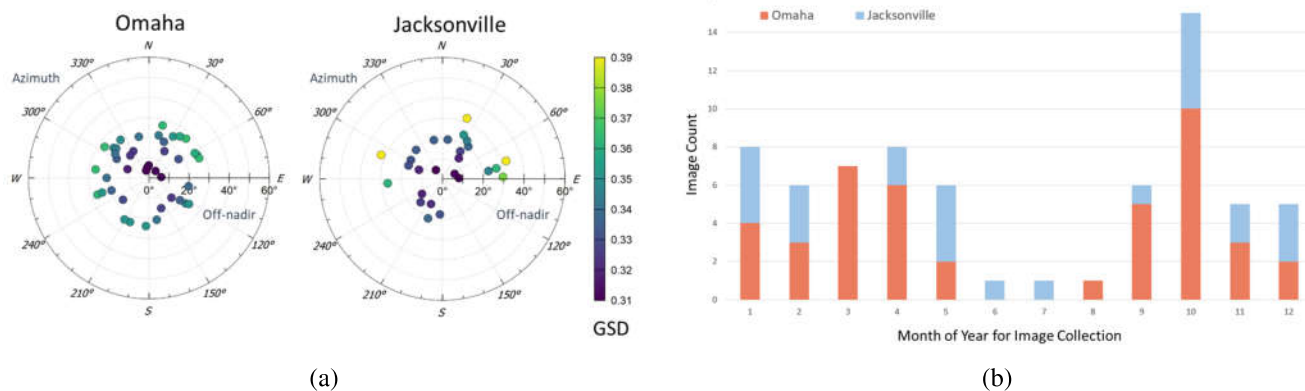 Omaha
Jacksonville
N
330°
30°
Azimuth
300°
60°
W
0°
20°
40°
60°
E
Off-nadir
240°
120°
210°
150°
S
N
330°
30°
Azimuth
300°
60°
W
0°
20°
40°
60°
E
Off-nadir
240°
120°
210°
150°
S
0.39
0.38
0.37
0.36
0.35
0.34
0.33
0.32
0.31
GSD
(a)
Omaha Jacksonville
Image Count
14
12
10
8
6
4
2
0
1 2 3 4 5 6 7 8 9 10 11 12
Month of Year for Image Collection
(b)